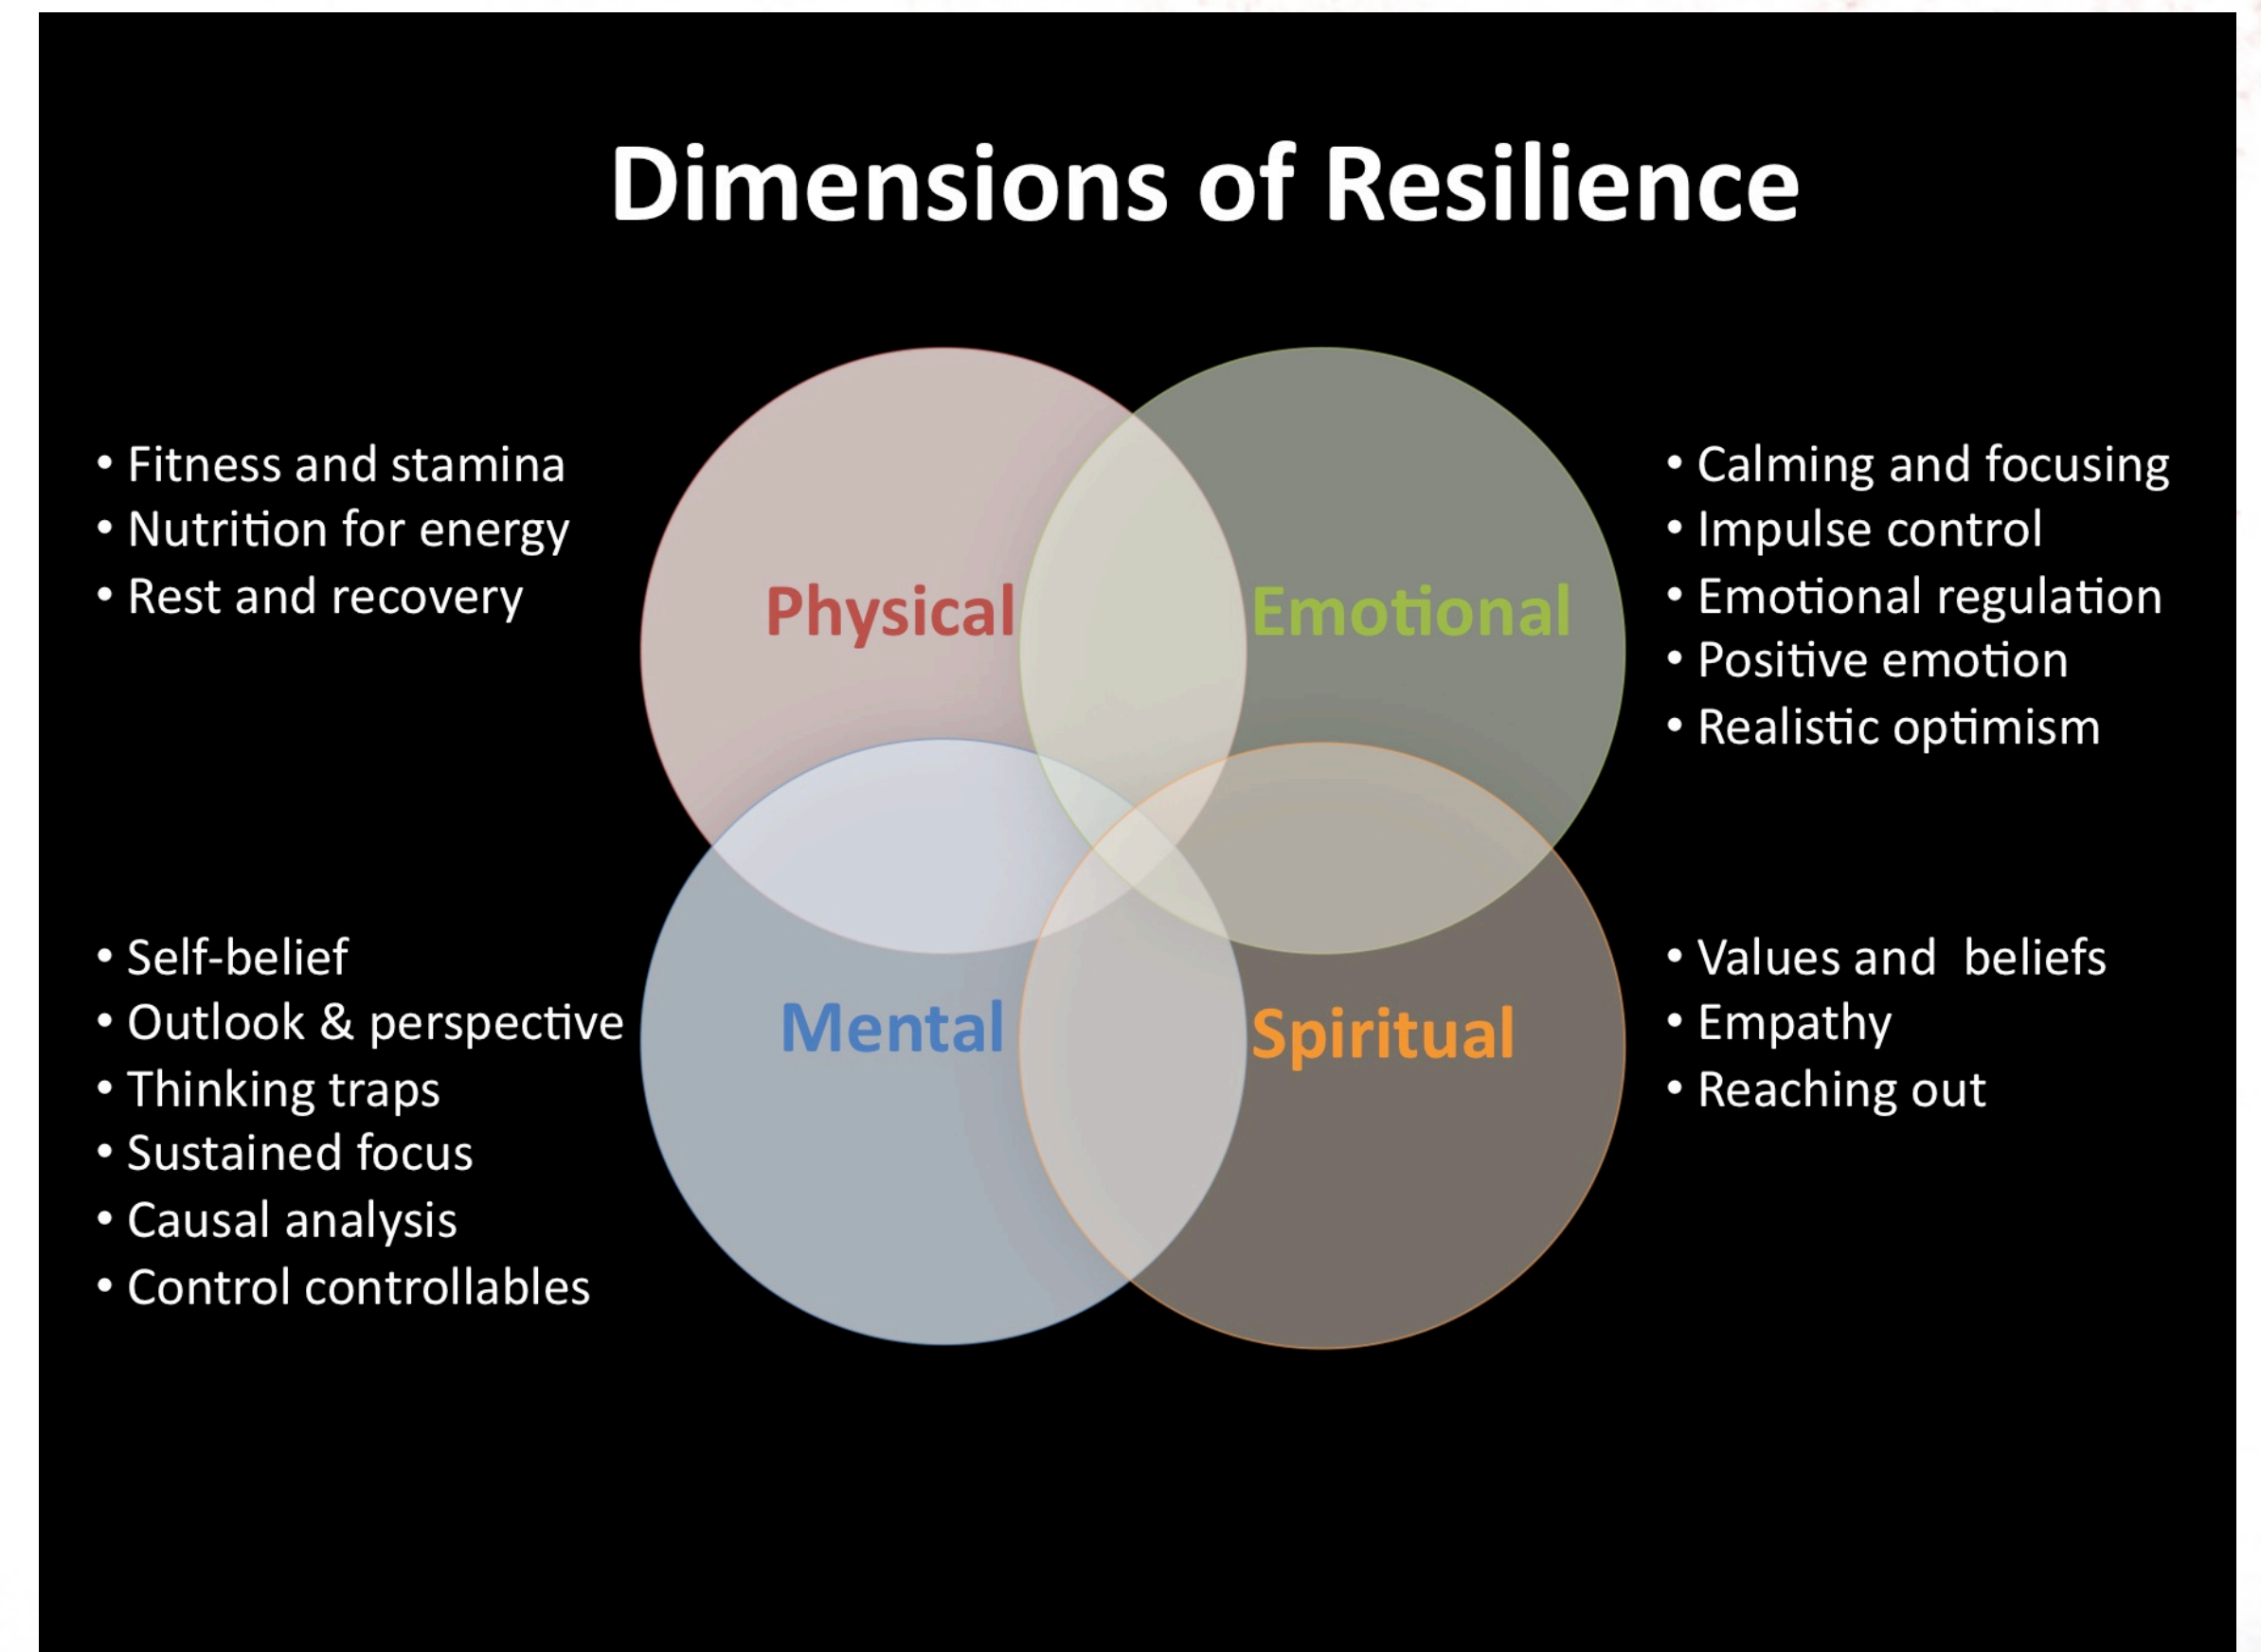 Dimensions of Resilience
• Fitness and stamina
• Nutrition for energy
• Rest and recovery
Physical
Emotional
• Calming and focusing
• Impulse control
• Emotional regulation
• Positive emotion
• Realistic optimism
• Self-belief
• Outlook & perspective
• Thinking traps
• Sustained focus
• Causal analysis
• Control controllables
Mental
Spiritual
• Values and  beliefs
• Empathy
• Reaching out